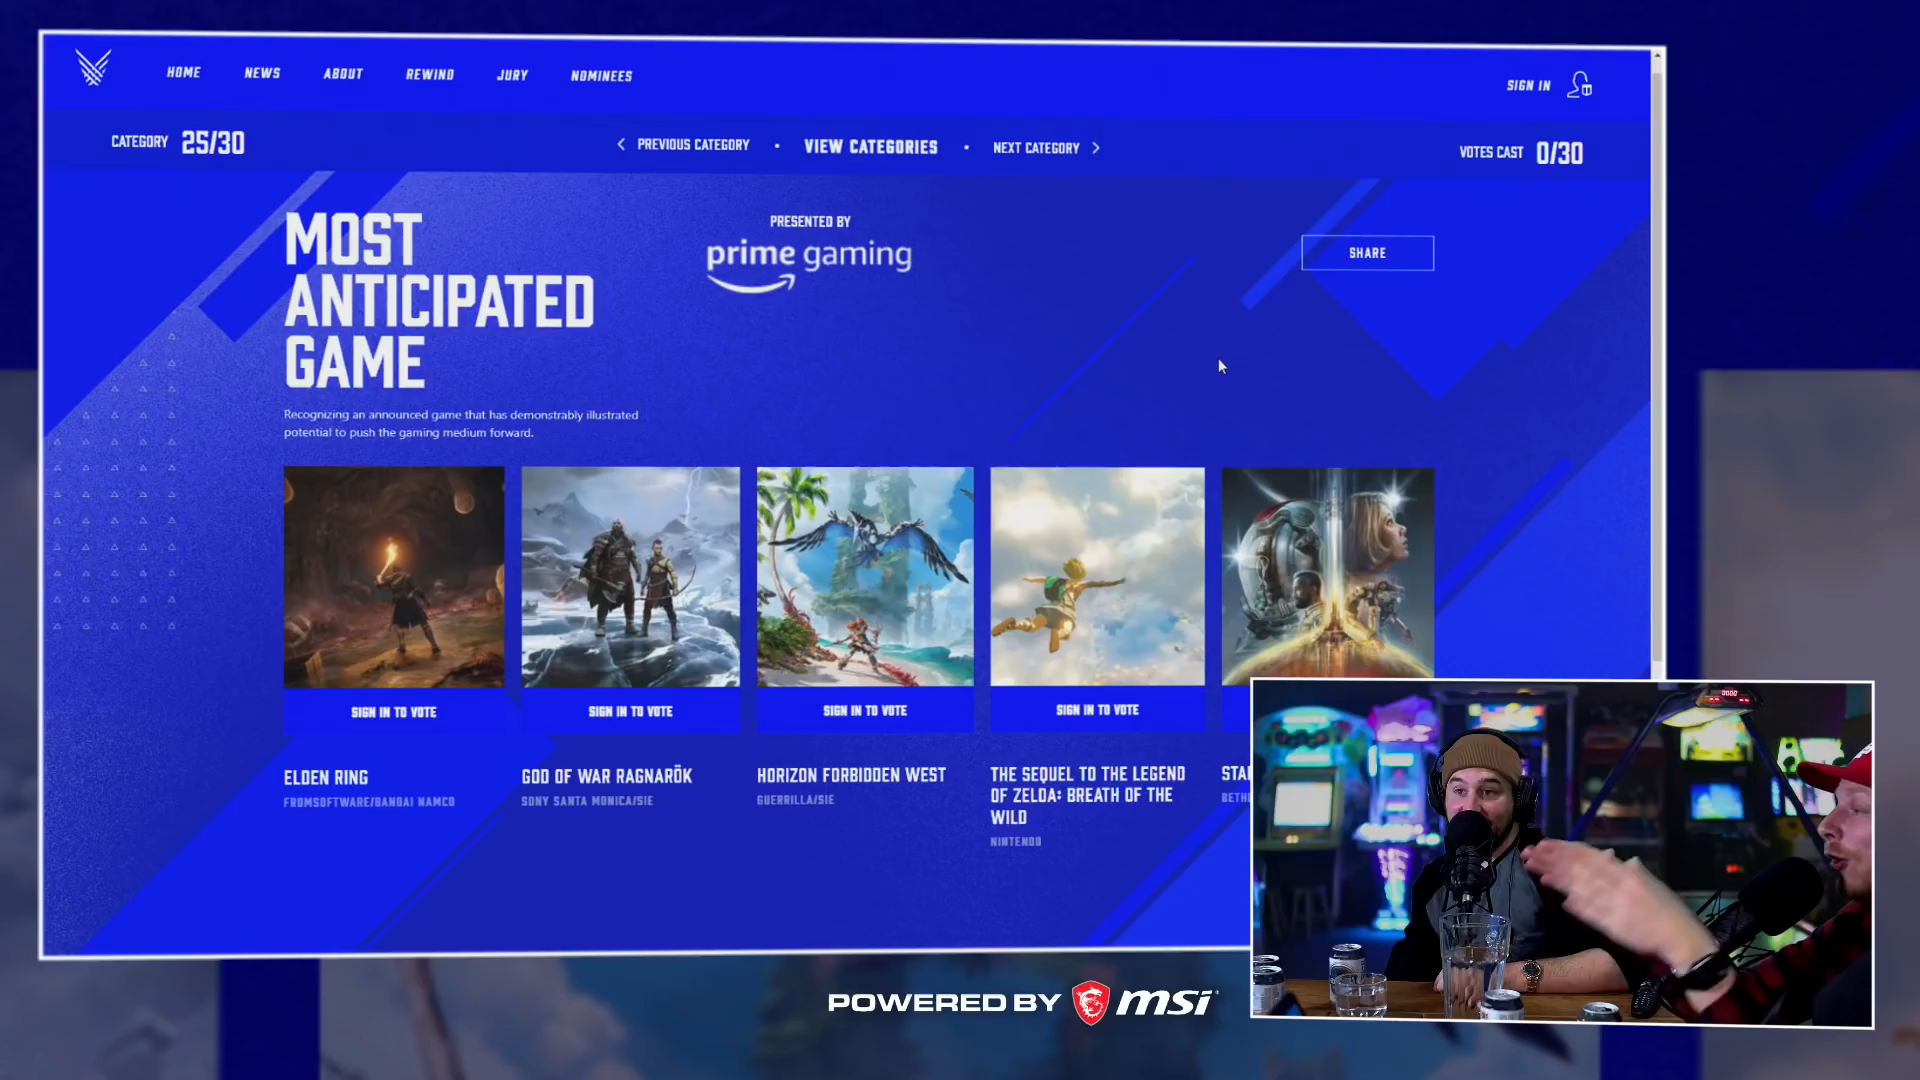 HOME NEWS ABOUT REWIND JURY NOMINEES SIGN IN
CATEGORY 25/30 PREVIOUS CATEGORY • VIEW CATEGORIES • NEXT CATEGORY VOTES CAST 0/30
MOST
ANTICIPATED
GAME
PRESENTED BY
prime gaming
SHARE
Recognizing an announced game that has demonstrably illustrated
potential to push the gaming medium forward.
SIGN IN TO VOTE
SIGN IN TO VOTE
SIGN IN TO VOTE
SIGN IN TO VOTE
ELDEN RING
FROMSOFTWARE/BANDAI NAMCO
GOD OF WAR RAGNARÖK
SONY SANTA MONICA/SIE
HORIZON FORBIDDEN WEST
GUERRILLA/SIE
THE SEQUEL TO THE LEGEND
OF ZELDA: BREATH OF THE
WILD
NINTENDO
STA
BETHE
POWERED BY msi